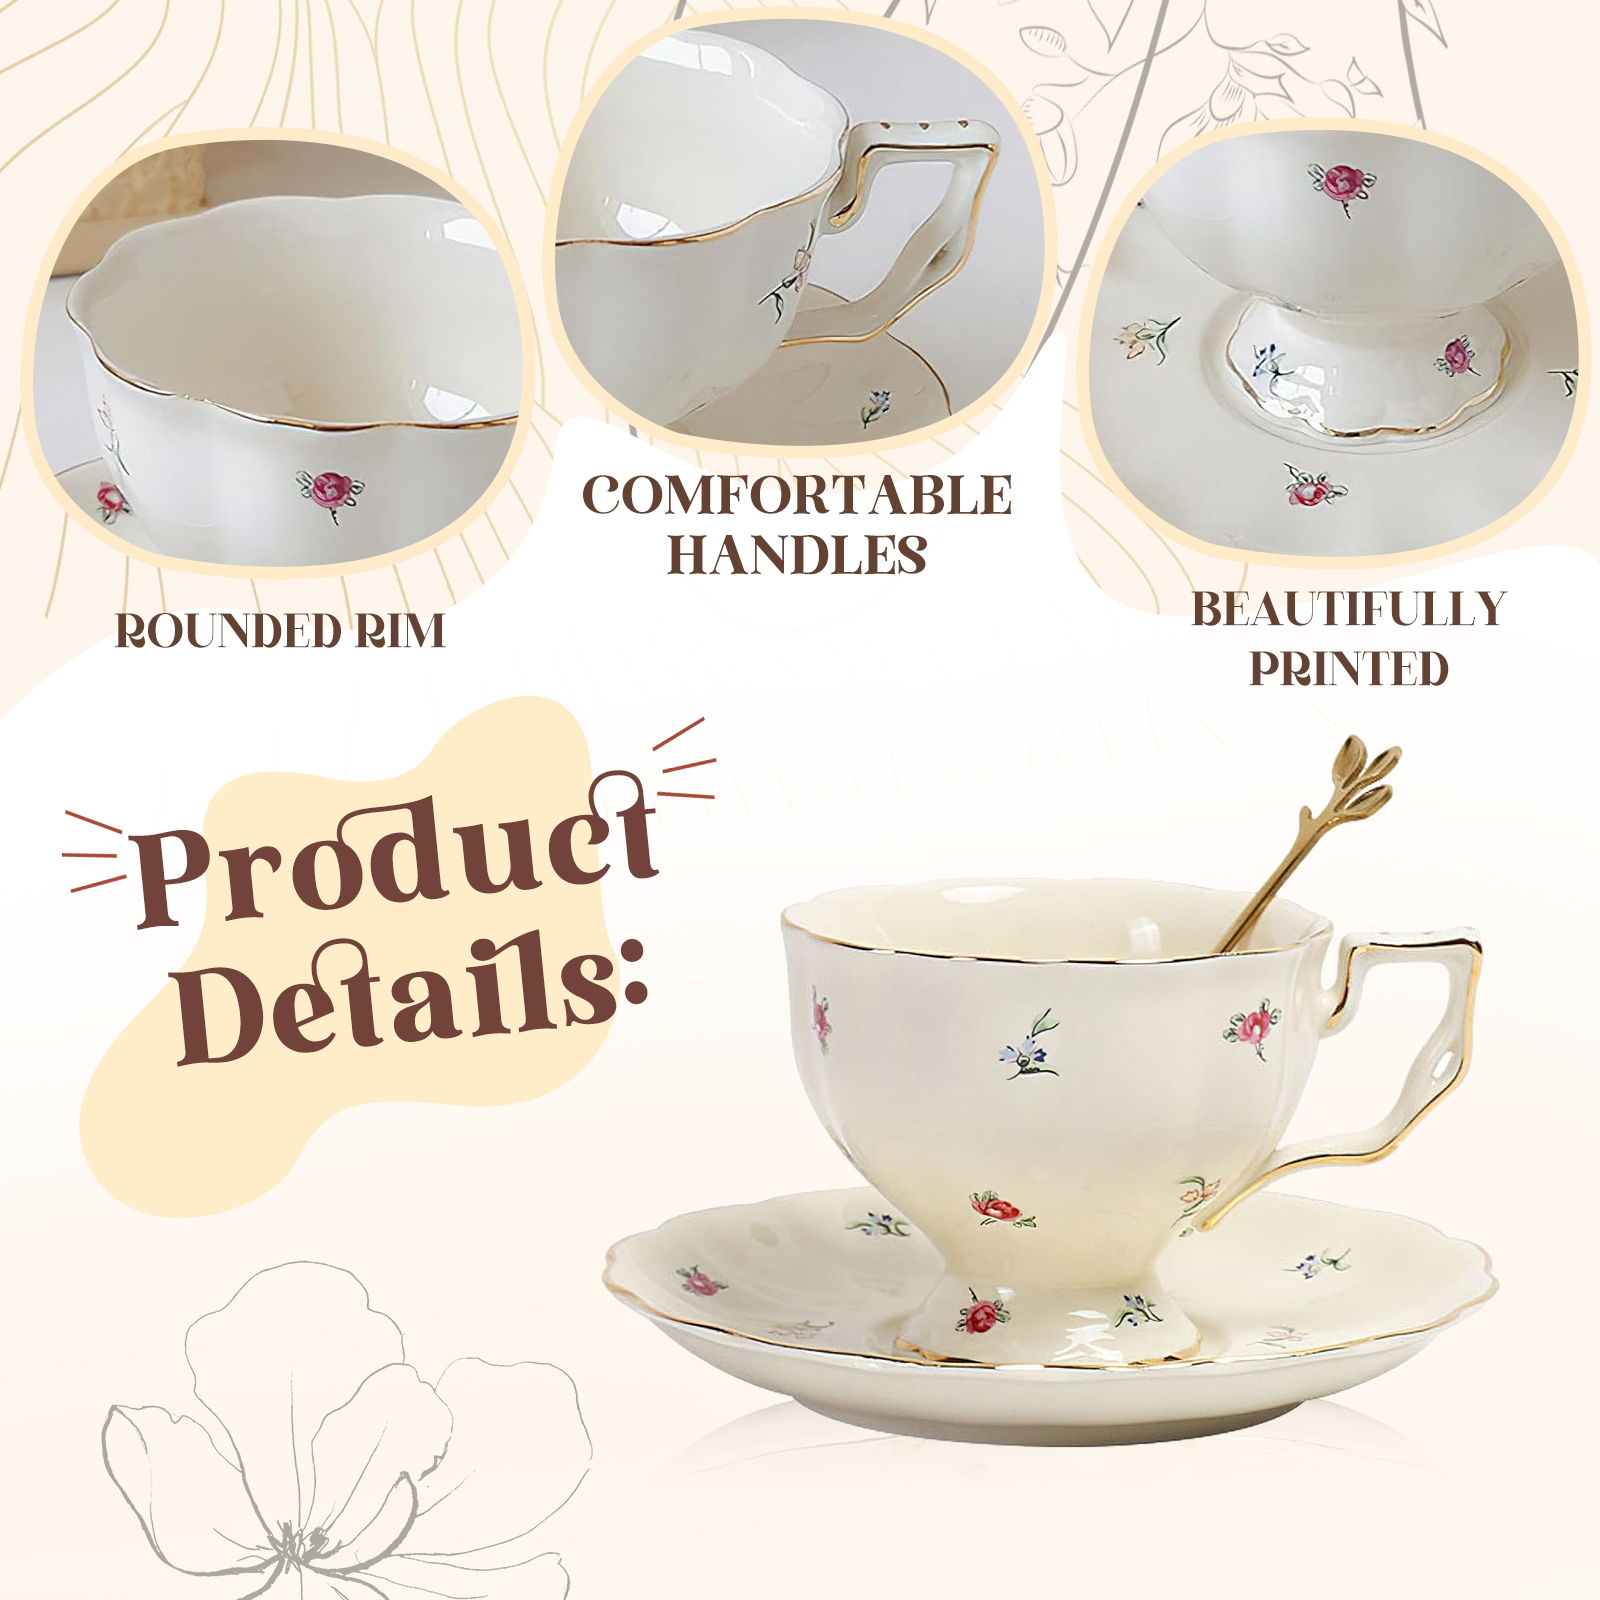 COMFORTABLE
HANDLES
ROUNDED RIM
BEAUTIFULLY
PRINTED
Product
Details: